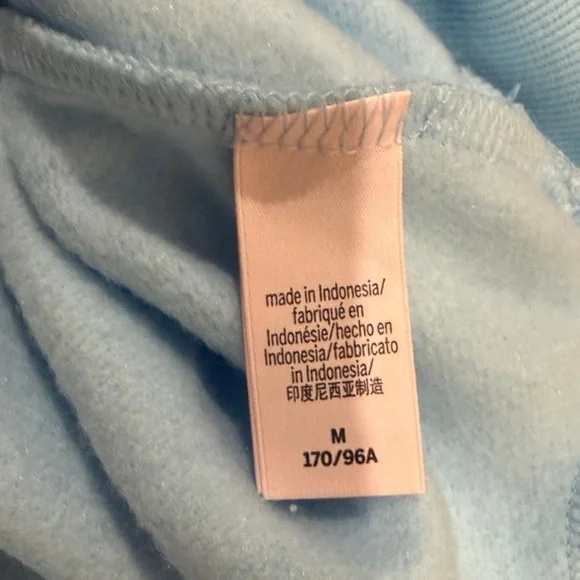 made in Indonesia/
fabriqué en
Indonésie/hecho en
Indonesia/fabbricato
in Indonesia/
印度尼西亚制造
M
170/96A